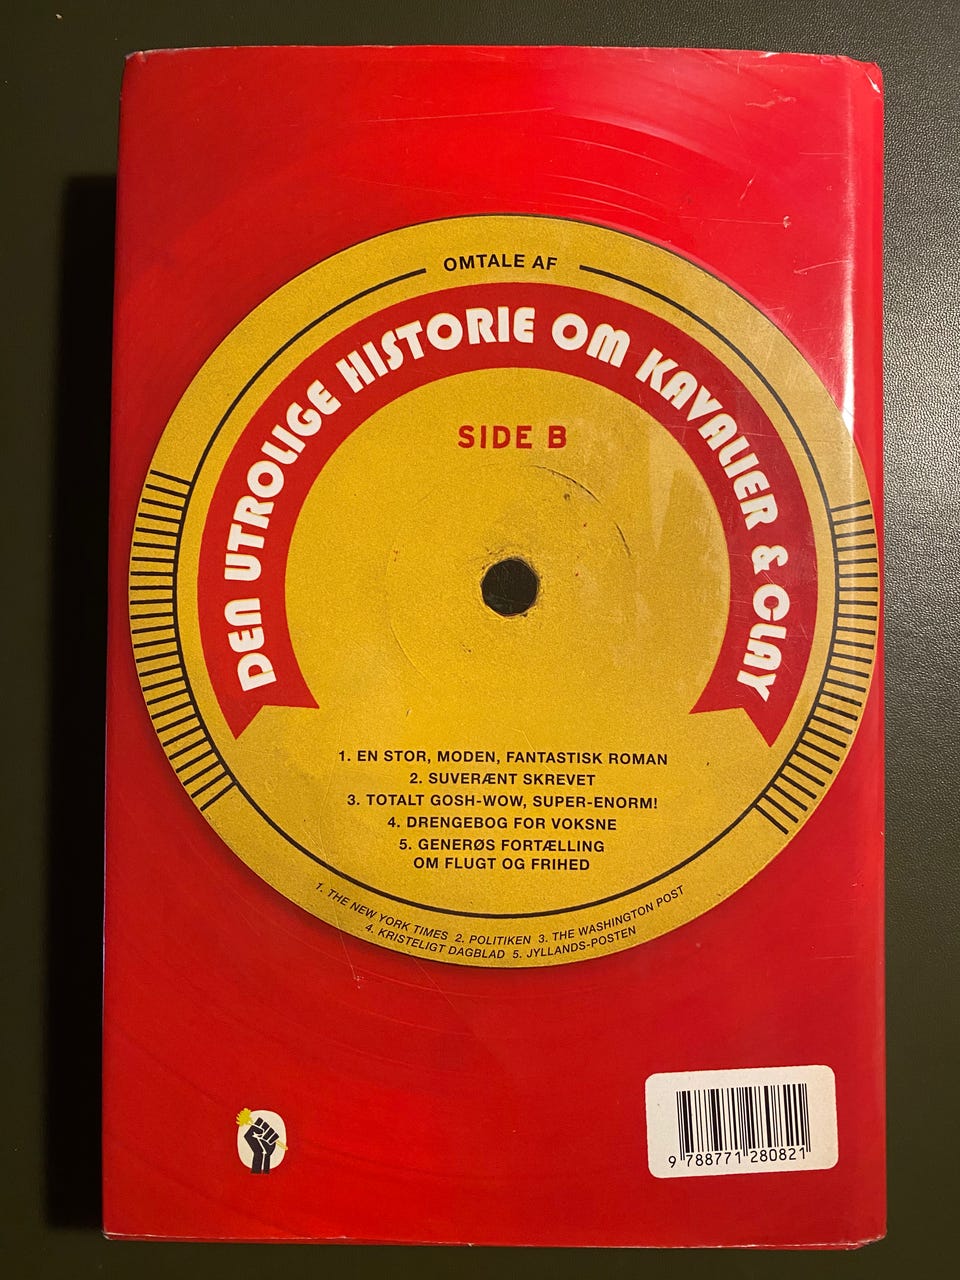 OMTALE AF
DEN UTROLIGE HISTORIE OM KAVALIER & CLAY
SIDE B
1. EN STOR, MODEN, FANTASTISK ROMAN
2. SUVERÆNT SKREVET
3. TOTALT GOSH-WOW, SUPER-ENORM!
4. DRENGEBOG FOR VOKSNE
5. GENERØS FORTÆLLING
OM FLUGT OG FRIHED
1. THE NEW YORK TIMES 2. POLITIKEN 3. THE WASHINGTON POST
4. KRISTELIGT DAGBLAD 5. JYLLANDS-POSTEN
9 788771 280821